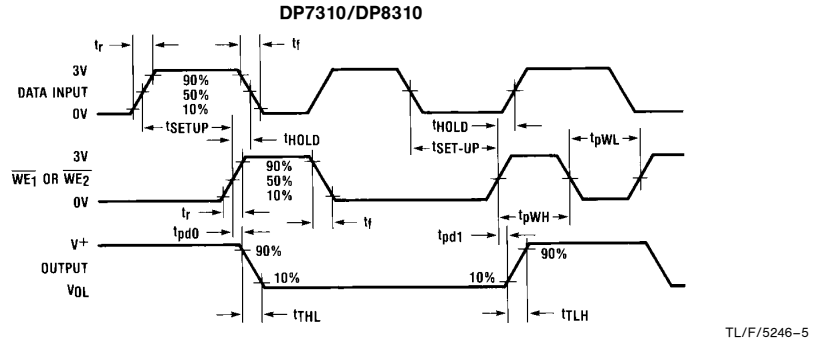 DP7310/DP8310
tr tf
3V
90%
DATA INPUT 50%
10%
0V
tSETUP tHOLD tHOLD tSET-UP tpWL
3V
90%
WE1 OR WE2 50%
10%
0V
tr tf tpWH
tpd0 tpd1
V+
90% 90%
OUTPUT
10% 10%
VOL
tTHL tTLH
TL/F/5246–5